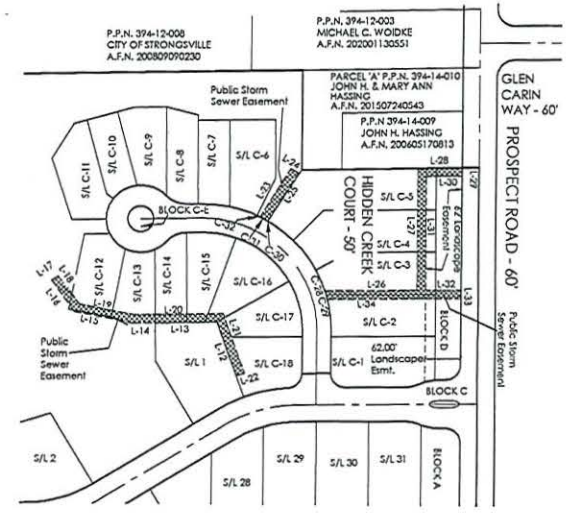 P.P.N. 394-12-008
CITY OF STRONGSVILLE
A.F.N. 200809090230
P.P.N. 394-12-003
MICHAEL C. WOIDKE
A.F.N. 202001130551
PARCEL 'A' P.P.N. 394-14-010
JOHN H. & MARY ANN
HASSING
A.F.N. 201507240543
P.P.N 394-14-009
JOHN H. HASSING
A.F.N. 200605170813
GLEN
CARIN
WAY - 60'
PROSPECT ROAD - 60'
Public Storm
Sewer Easement
S/L C-11
S/L C-10
S/L C-9
S/L C-8
S/L C-7
S/L C-6
L-24
L-23
L-25
L-28
L-30
L-29
HIDDEN CREEK
COURT - 50'
S/L C-5
S/L C-4
S/L C-3
L-27
L-31
62 Landscape
Easement
BLOCK C-E
C-32
C-31
C-30
C-28
L-26
L-32
L-33
L-34
L-17
L-18
L-16
L-19
L-15
L-14
L-20
L-13
S/L C-12
S/L C-13
S/L C-14
S/L C-15
S/L C-16
S/L C-17
S/L C-18
L-21
L-12
L-22
Public
Storm
Sewer
Easement
S/L 1
S/L C-2
S/L C-1
62.00'
Landscape
Esmt.
BLOCK D
Public Storm
Sewer Easement
BLOCK C
S/L 2
S/L 28
S/L 29
S/L 30
S/L 31
BLOCK A